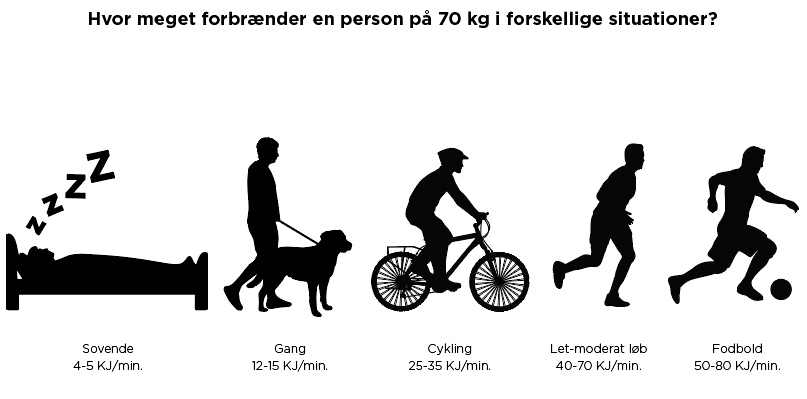 Hvor meget forbrænder en person på 70 kg i forskellige situationer?
z z z z
Sovende
4-5 KJ/min.
Gang
12-15 KJ/min.
Cykling
25-35 KJ/min.
Let-moderat løb
40-70 KJ/min.
Fodbold
50-80 KJ/min.